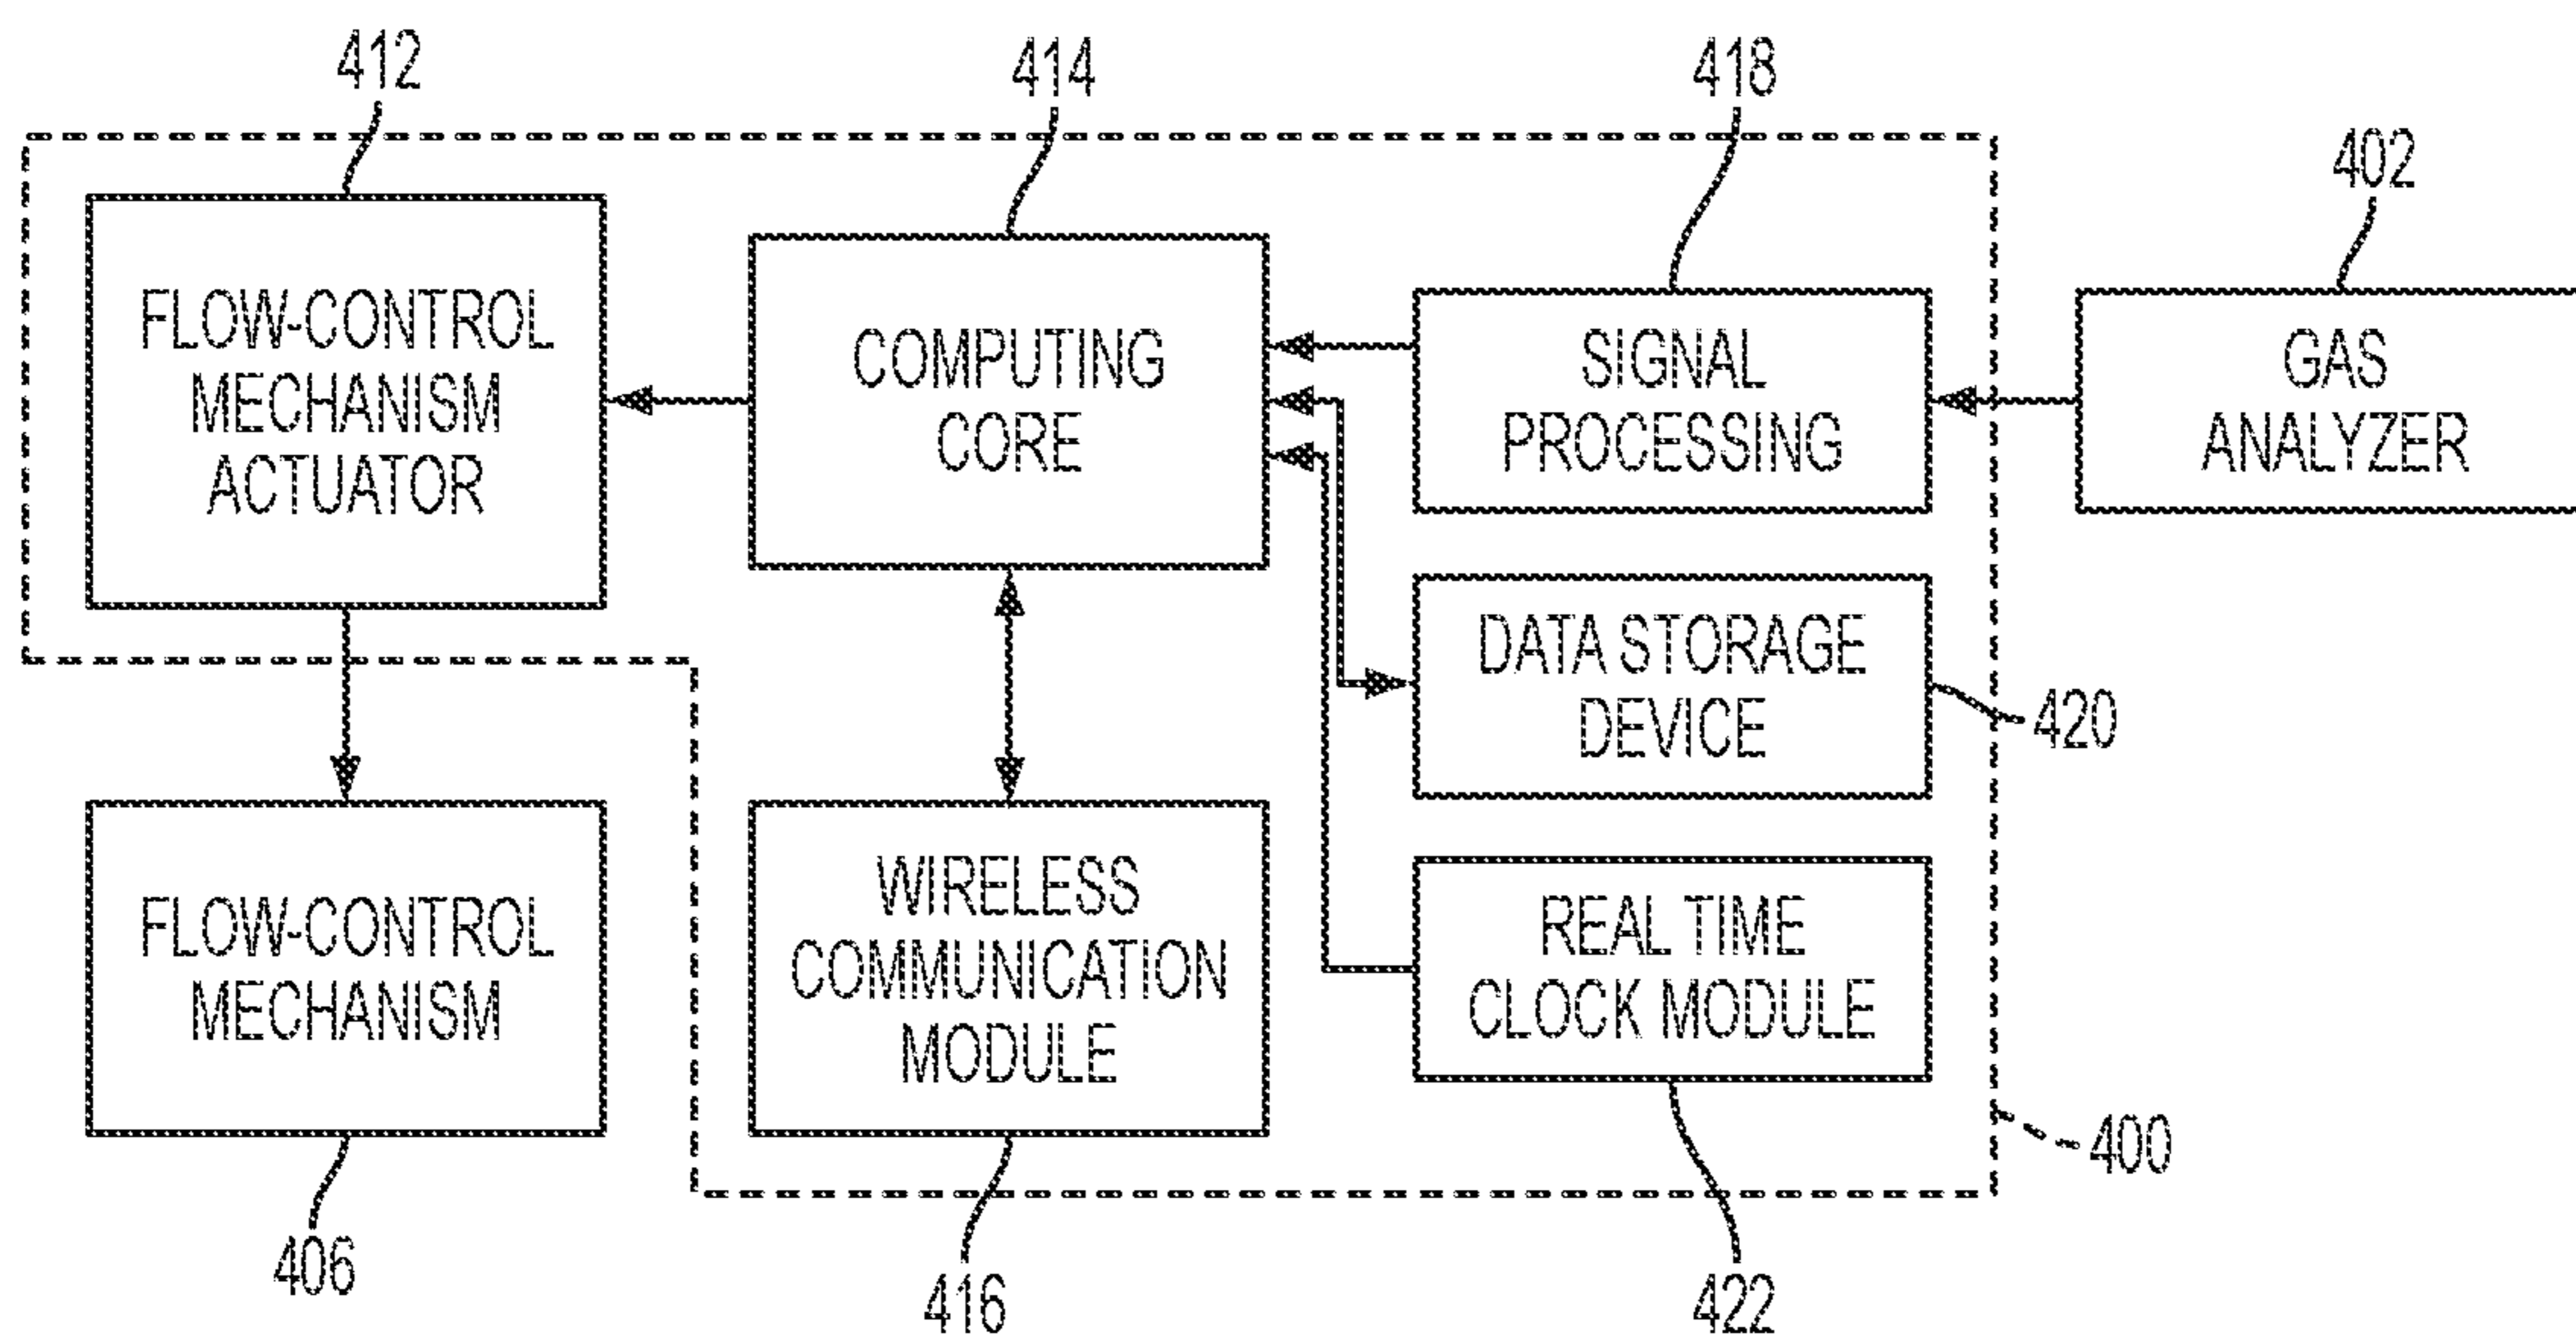 412
414
418
402
FLOW-CONTROL
MECHANISM
ACTUATOR
COMPUTING
CORE
SIGNAL
PROCESSING
GAS
ANALYZER
DATA STORAGE
DEVICE
420
FLOW-CONTROL
MECHANISM
WIRELESS
COMMUNICATION
MODULE
REAL TIME
CLOCK MODULE
400
406
416
422